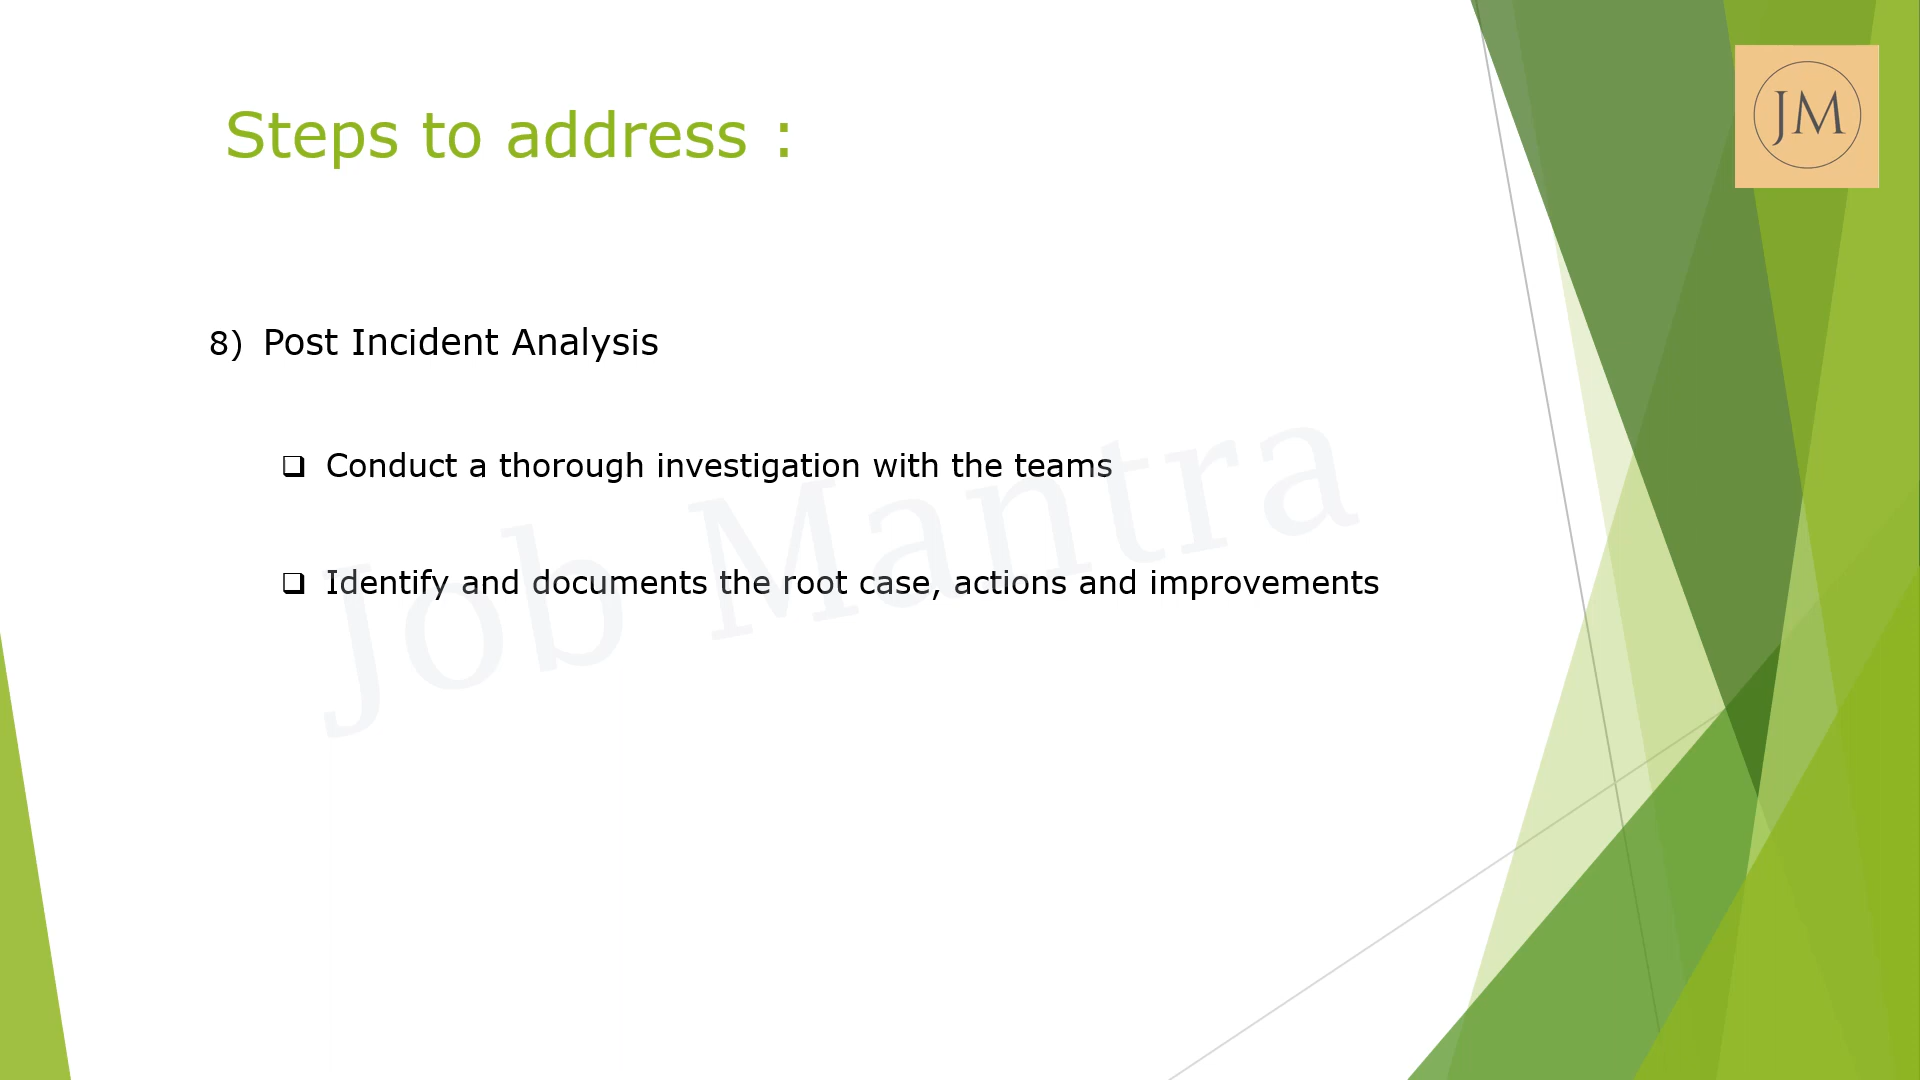 JM
Steps to address :
8) Post Incident Analysis
❑ Conduct a thorough investigation with the teams
❑ Identify and documents the root case, actions and improvements
Job Mantra